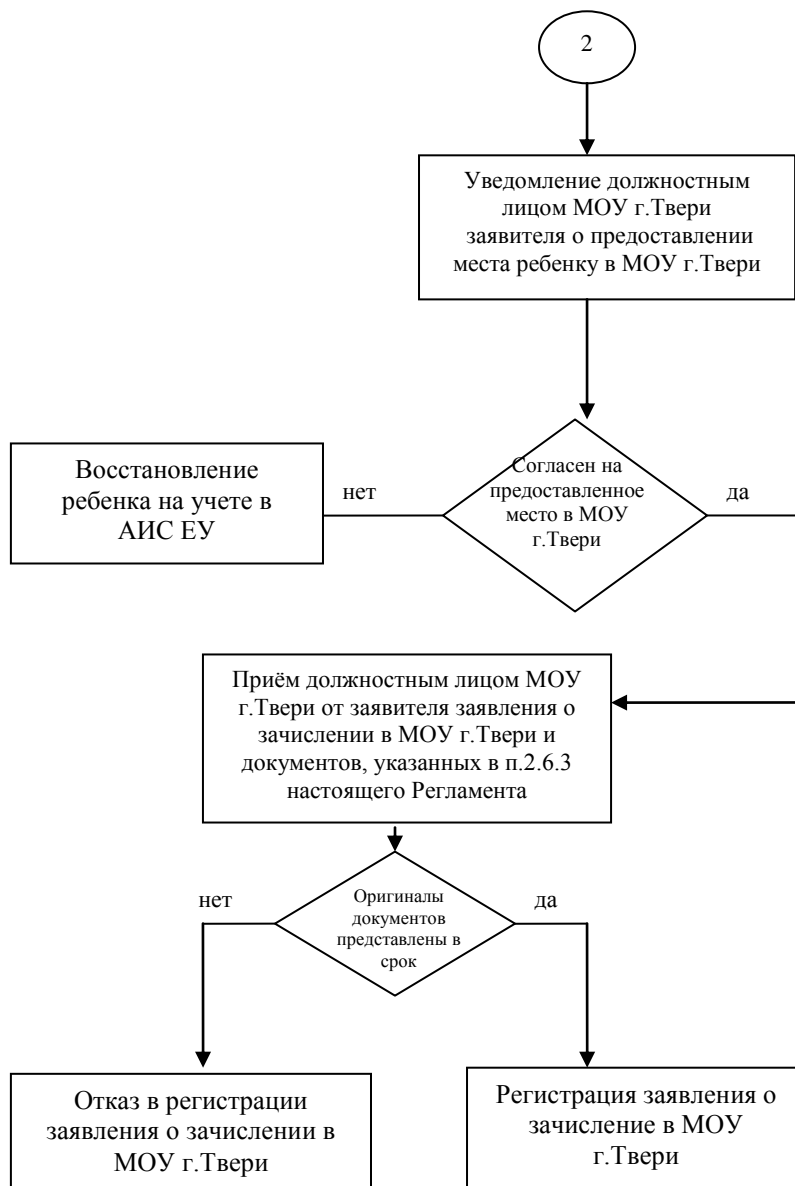 2
Уведомление должностным
лицом МОУ г.Твери
заявителя о предоставлении
места ребенку в МОУ г.Твери
Восстановление
ребенка на учете в
АИС ЕУ
нет
Согласен на
предоставленное
место в МОУ
г.Твери
да
Приём должностным лицом МОУ
г.Твери от заявителя заявления о
зачислении в МОУ г.Твери и
документов, указанных в п.2.6.3
настоящего Регламента
нет
Оригиналы
документов
представлены в
срок
да
Отказ в регистрации
заявления о зачислении в
МОУ г.Твери
Регистрация заявления о
зачисление в МОУ
г.Твери